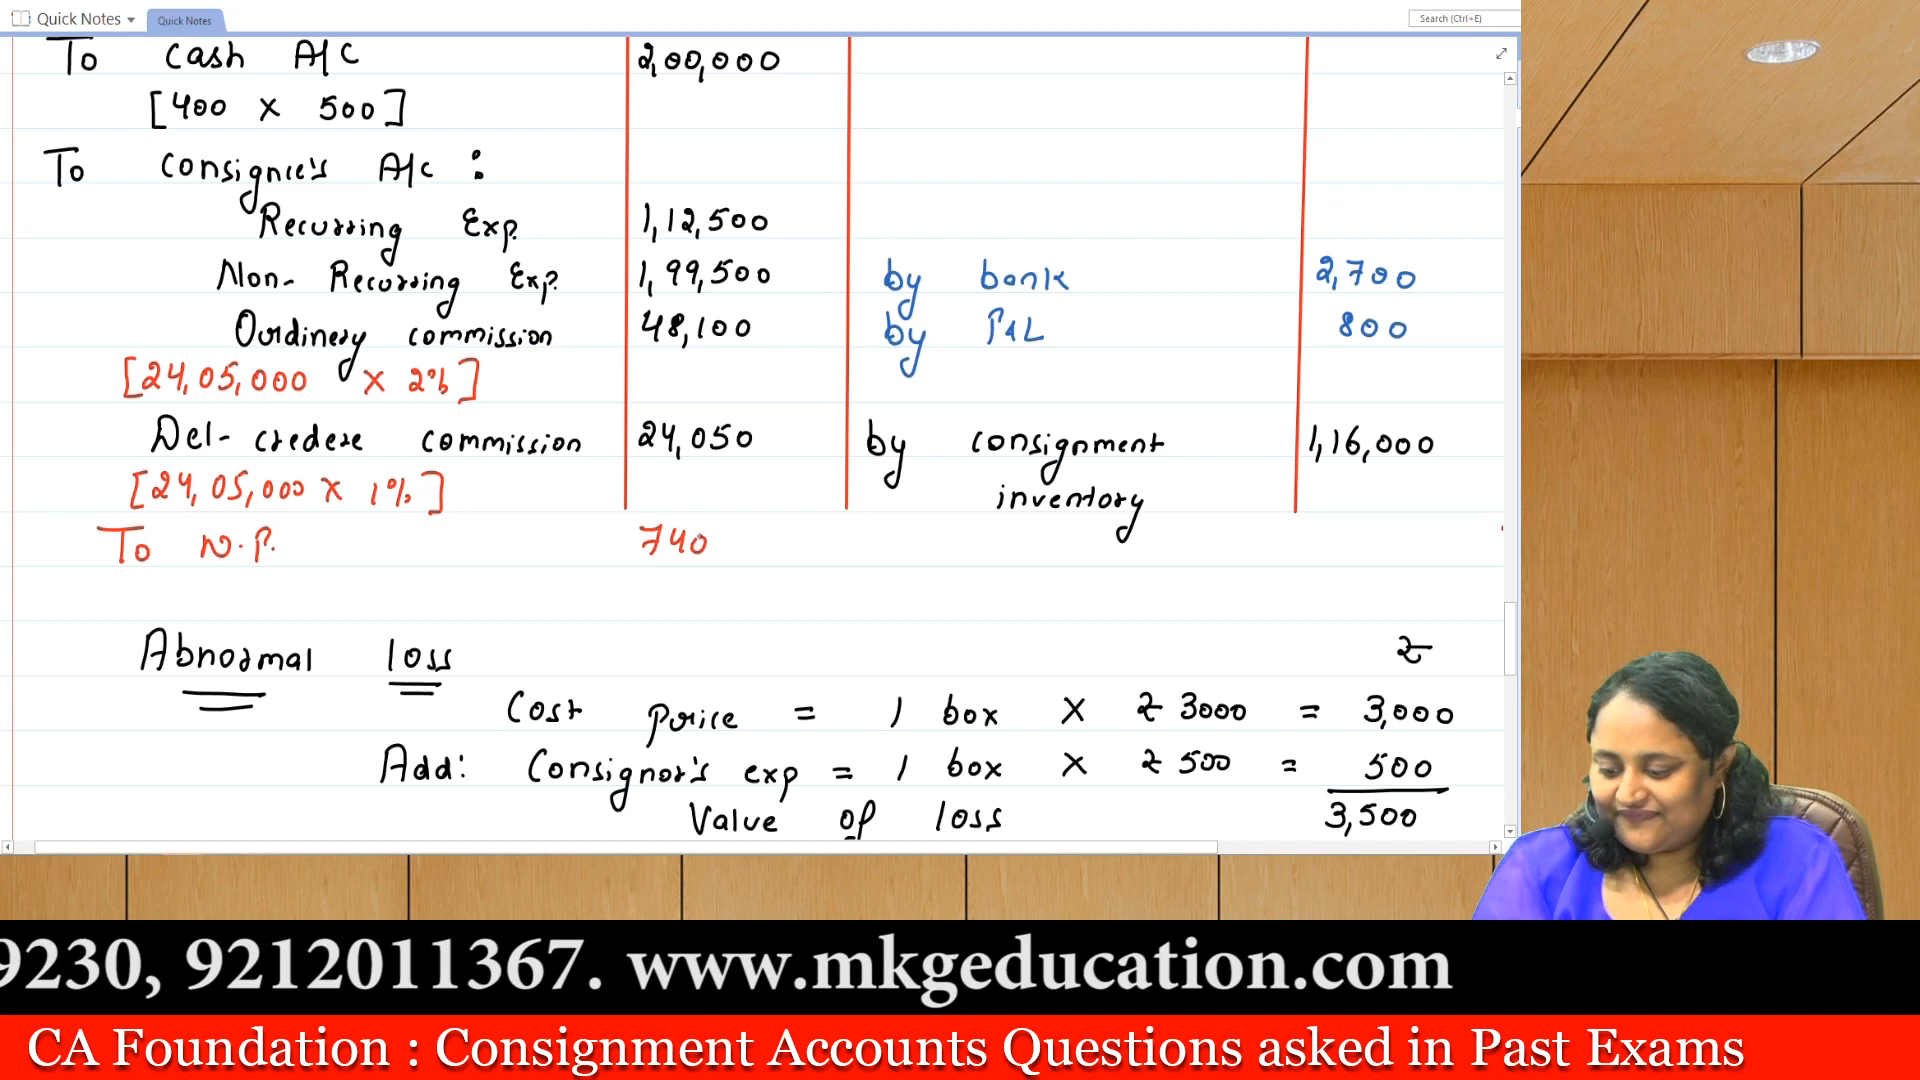 Quick Notes
Quick Notes
Search (Ctrl+E)
To Cash A/C 2,00,000
[400 X 500]
To Consignee's A/C :
Recurring Exp. 1,12,500
Non- Recurring Exp. 1,99,500 by bank 2,700
Ourdinery commission 48,100 by P&L 800
[24,05,000 X 2%]
Del- credere commission 24,050 by consignment 1,16,000
[24,05,000 X 1%] inventory
To N.P. 740
Abnormal loss ₹
Cost price = 1 box X ₹ 3000 = 3,000
Add: Consignor's exp = 1 box X ₹ 500 = 500
Value of loss 3,500
9230, 9212011367. www.mkgeducation.com
CA Foundation : Consignment Accounts Questions asked in Past Exams